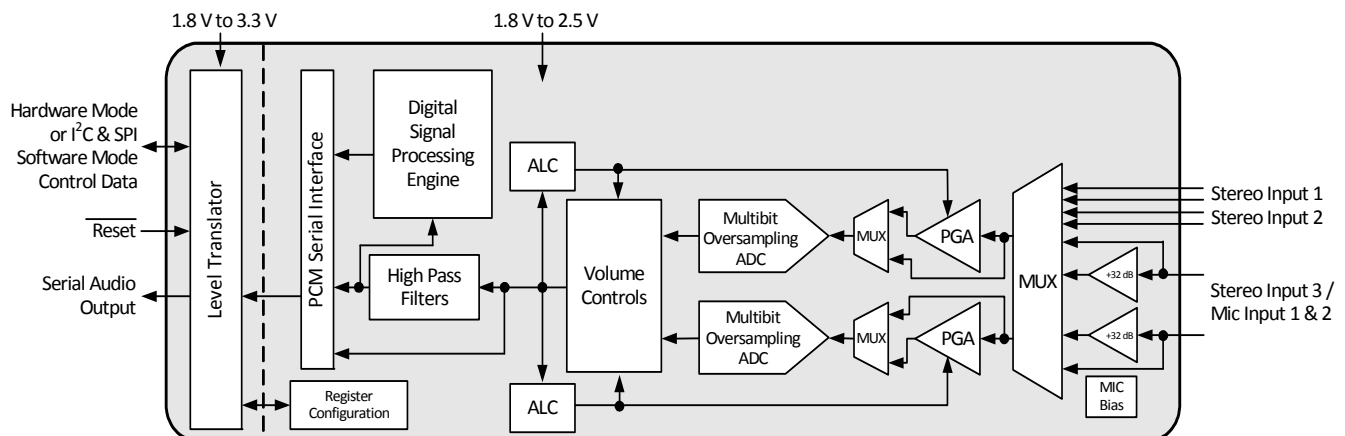 1.8 V to 3.3 V
1.8 V to 2.5 V
Hardware Mode
or I²C & SPI
Software Mode
Control Data
Reset
Serial Audio
Output
Level Translator
PCM Serial Interface
Digital
Signal
Processing
Engine
High Pass
Filters
Register
Configuration
ALC
ALC
Volume
Controls
Multibit
Oversampling
ADC
Multibit
Oversampling
ADC
MUX
MUX
PGA
PGA
MUX
+32 dB
+32 dB
MIC
Bias
Stereo Input 1
Stereo Input 2
Stereo Input 3 /
Mic Input 1 & 2